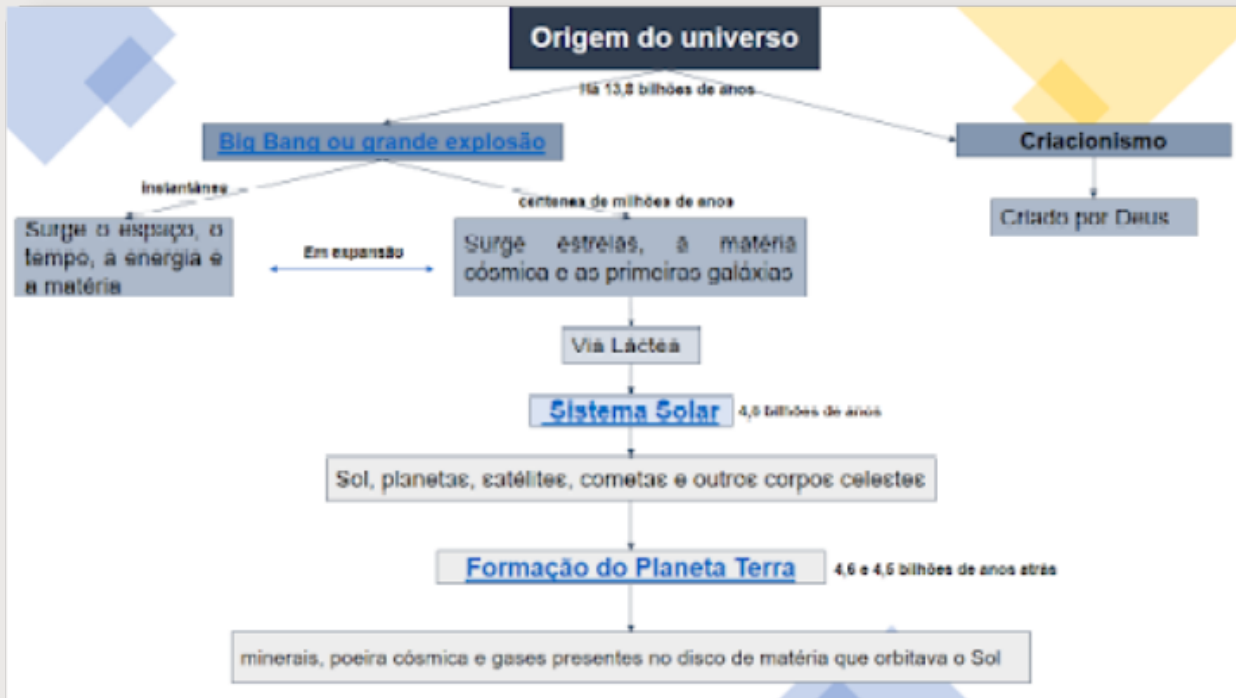 Origem do universo
Há 13,8 bilhões de anos
Big Bang ou grande explosão
Criacionismo
instantâneo
centenas de milhões de anos
Criado por Deus
Surge o espaço, o
tempo, a energia e
a matéria
Em expansão
Surge estrelas, a matéria
cósmica e as primeiras galáxias
Via Láctea
Sistema Solar
bilhões de anos
Sol, planetas, satélites, cometas e outros corpos celestes
Formação do Planeta Terra
4,6 e 4,5 bilhões de anos atrás
minerais, poeira cósmica e gases presentes no disco de matéria que orbitava o Sol